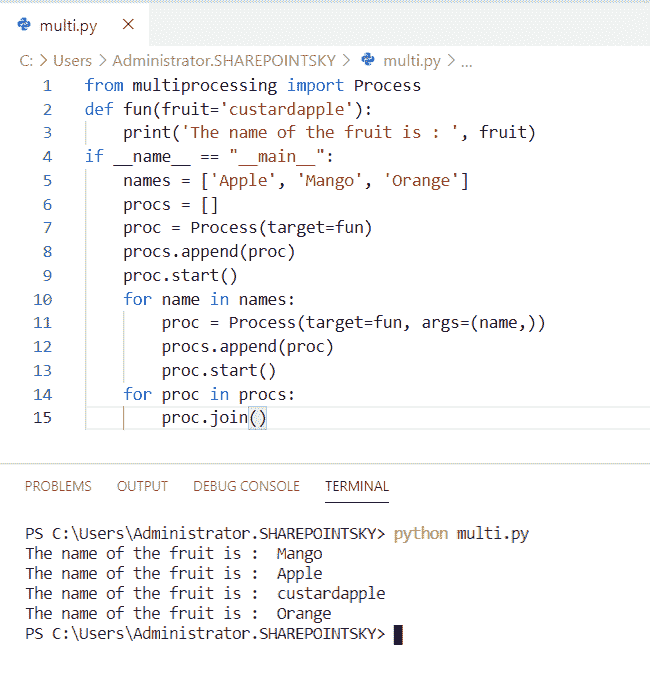 multi.py ×
C: > Users > Administrator.SHAREPOINTSKY > multi.py > ...
1 from multiprocessing import Process
2 def fun(fruit='custardapple'):
3     print('The name of the fruit is : ', fruit)
4 if __name__ == "__main__":
5     names = ['Apple', 'Mango', 'Orange']
6     procs = []
7     proc = Process(target=fun)
8     procs.append(proc)
9     proc.start()
10     for name in names:
11         proc = Process(target=fun, args=(name,))
12         procs.append(proc)
13         proc.start()
14     for proc in procs:
15         proc.join()
PROBLEMS OUTPUT DEBUG CONSOLE TERMINAL
PS C:\Users\Administrator.SHAREPOINTSKY> python multi.py
The name of the fruit is :  Mango
The name of the fruit is :  Apple
The name of the fruit is :  custardapple
The name of the fruit is :  Orange
PS C:\Users\Administrator.SHAREPOINTSKY>